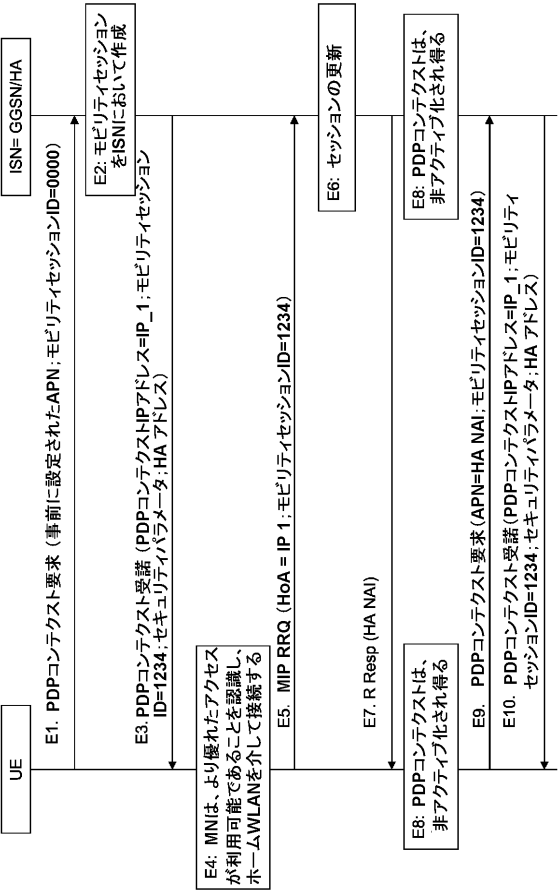 UE
ISN= GGSN/HA
E1. PDPコンテクスト要求（事前に設定されたAPN；モビリティセッションID=0000）
E2: モビリティセッション
をISNにおいて作成
E3. PDPコンテクスト受諾（PDPコンテクストIPアドレス=IP_1；モビリティセッション
ID=1234；セキュリティパラメータ；HA アドレス）
E4: MNは、より優れたアクセス
が利用可能であることを認識し、
ホームWLANを介して接続する
E5. MIP RRQ（HoA = IP 1；モビリティセッションID=1234）
E6: セッションの更新
E7. R Resp (HA NAI)
E8: PDPコンテクストは、
非アクティブ化され得る
E8: PDPコンテクストは、
非アクティブ化され得る
E9. PDPコンテクスト要求（APN=HA NAI；モビリティセッションID=1234）
E10. PDPコンテクスト受諾（PDPコンテクストIPアドレス=IP_1；モビリティ
セッションID=1234；セキュリティパラメータ；HA アドレス）